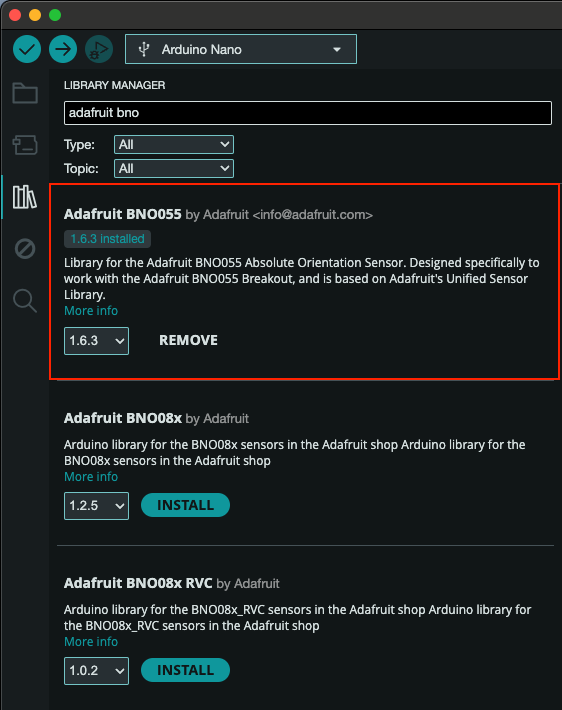 Arduino Nano
LIBRARY MANAGER
adafruit bno
Type: All
Topic: All
Adafruit BNO055 by Adafruit <info@adafruit.com>
1.6.3 installed
Library for the Adafruit BNO055 Absolute Orientation Sensor. Designed specifically to
work with the Adafruit BNO055 Breakout, and is based on Adafruit's Unified Sensor
Library.
More info
1.6.3 REMOVE
Adafruit BNO08x by Adafruit
Arduino library for the BNO08x sensors in the Adafruit shop Arduino library for the
BNO08x sensors in the Adafruit shop
More info
1.2.5 INSTALL
Adafruit BNO08x RVC by Adafruit
Arduino library for the BNO08x_RVC sensors in the Adafruit shop Arduino library for
the BNO08x_RVC sensors in the Adafruit shop
More info
1.0.2 INSTALL